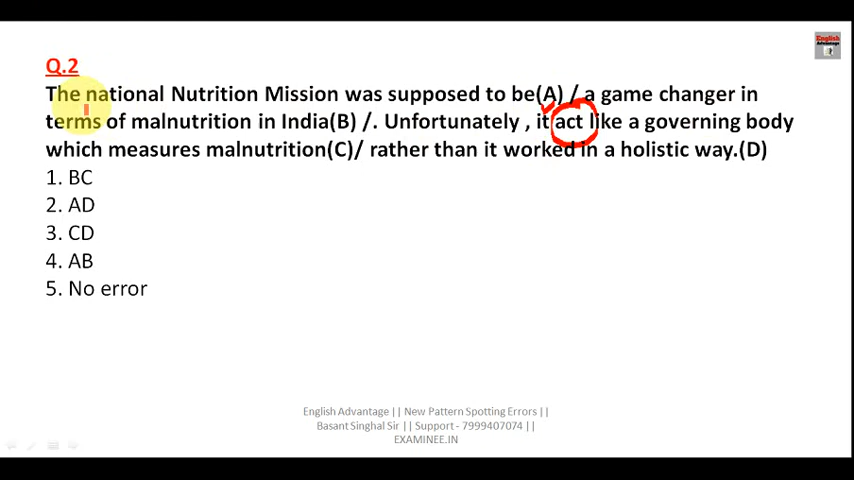 English
Advantage
Q.2
The national Nutrition Mission was supposed to be(A) / a game changer in
terms of malnutrition in India(B) /. Unfortunately , it act like a governing body
which measures malnutrition(C)/ rather than it worked in a holistic way.(D)
1. BC
2. AD
3. CD
4. AB
5. No error
English Advantage || New Pattern Spotting Errors ||
Basant Singhal Sir || Support - 7999407074 ||
EXAMINEE.IN